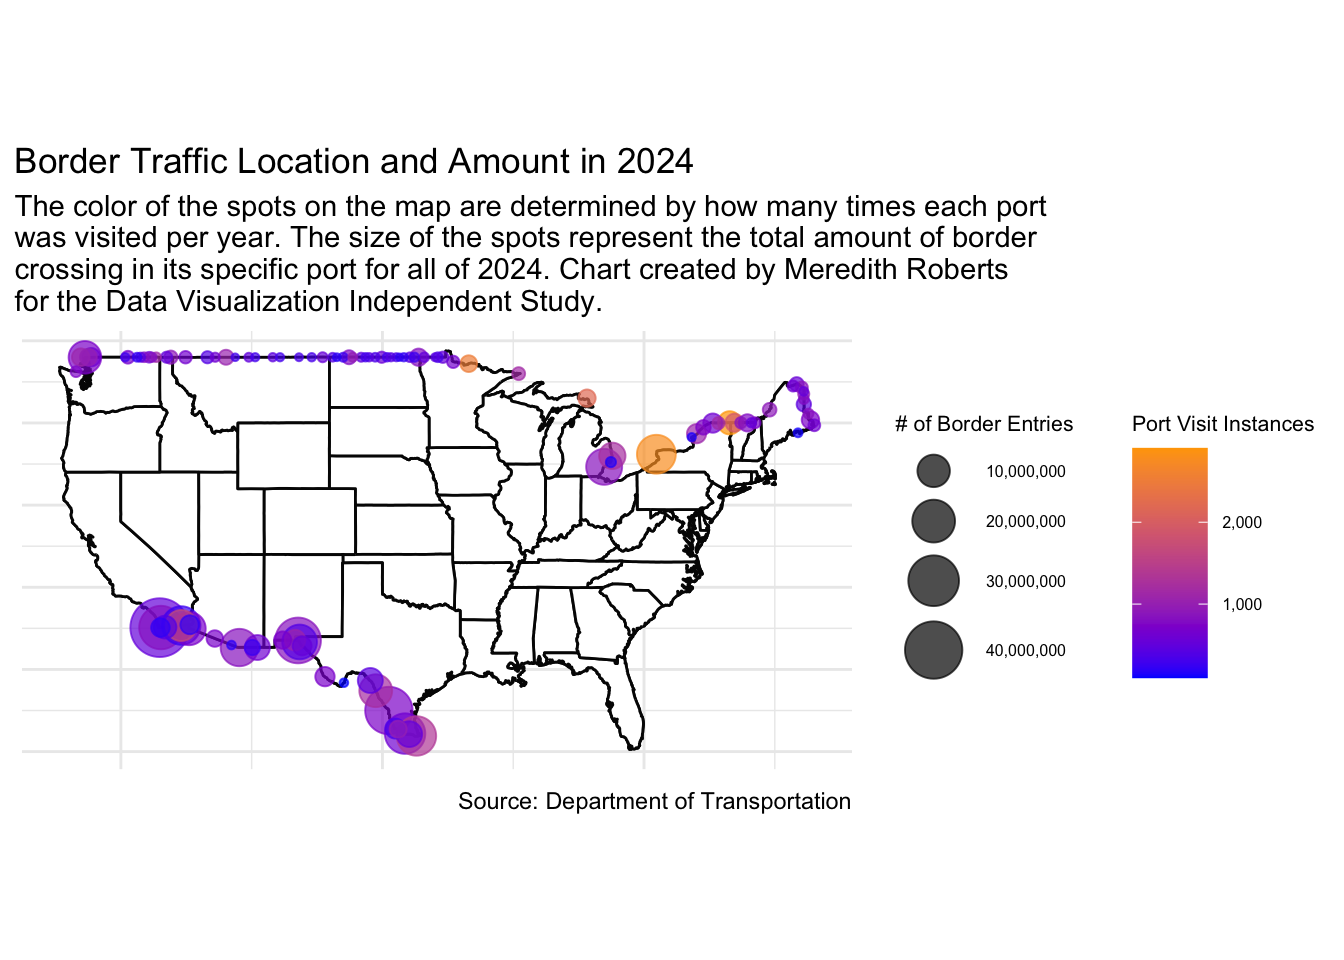 Border Traffic Location and Amount in 2024
The color of the spots on the map are determined by how many times each port
was visited per year. The size of the spots represent the total amount of border
crossing in its specific port for all of 2024. Chart created by Meredith Roberts
for the Data Visualization Independent Study.
# of Border Entries
10,000,000
20,000,000
30,000,000
40,000,000
Port Visit Instances
2,000
1,000
Source: Department of Transportation